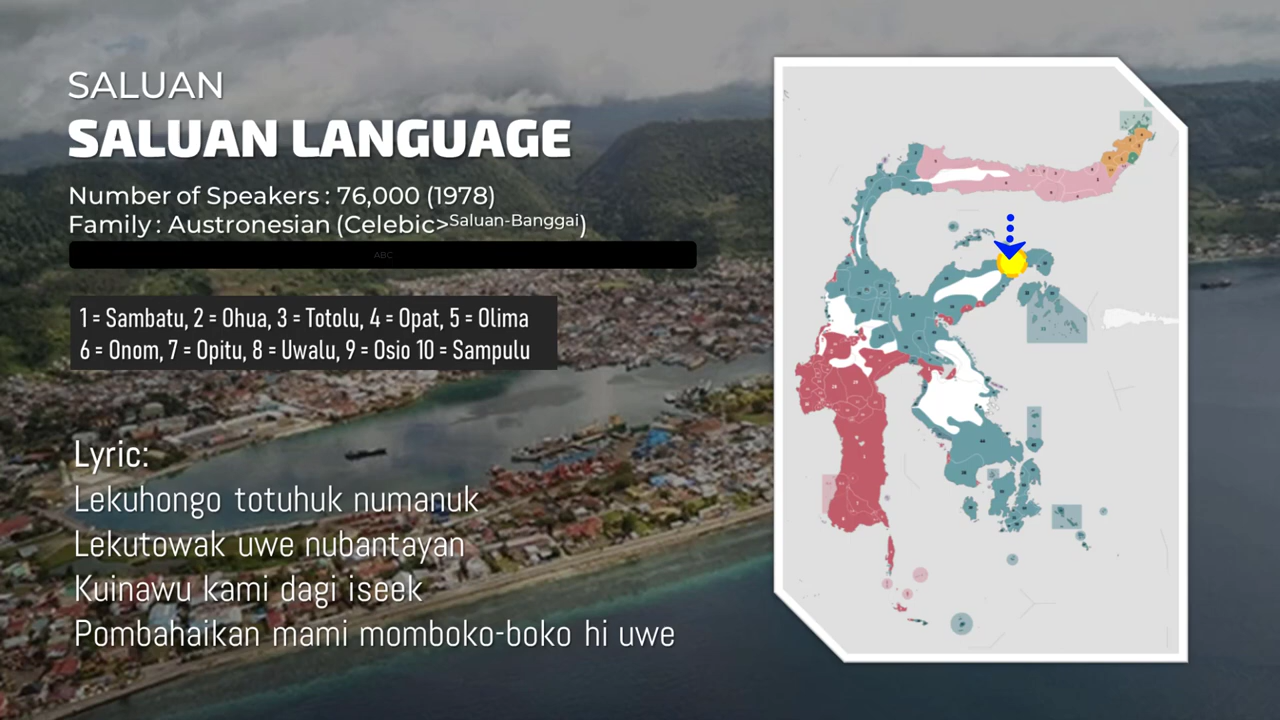 SALUAN
SALUAN LANGUAGE
Number of Speakers : 76,000 (1978)
Family : Austronesian (Celebic>Saluan-Banggai)
ABC
1 = Sambatu, 2 = Ohua, 3 = Totolu, 4 = Opat, 5 = Olima
6 = Onom, 7 = Opitu, 8 = Uwalu, 9 = Osio 10 = Sampulu
Lyric:
Lekuhongo totuhuk numanuk
Lekutowak uwe nubantayan
Kuinawu kami dagi iseek
Pombahaikan mami momboko-boko hi uwe